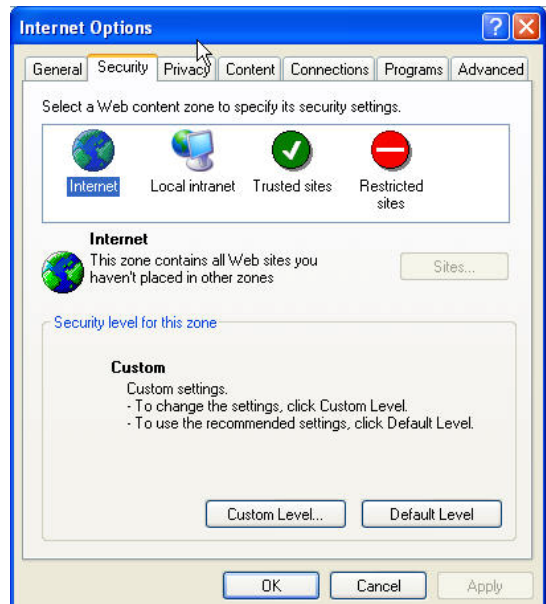 Internet Options
General Security Privacy Content Connections Programs Advanced
Select a Web content zone to specify its security settings.
Internet Local intranet Trusted sites Restricted sites
Internet
This zone contains all Web sites you
haven't placed in other zones
Sites...
Security level for this zone
Custom
Custom settings.
- To change the settings, click Custom Level.
- To use the recommended settings, click Default Level.
Custom Level... Default Level
OK Cancel Apply